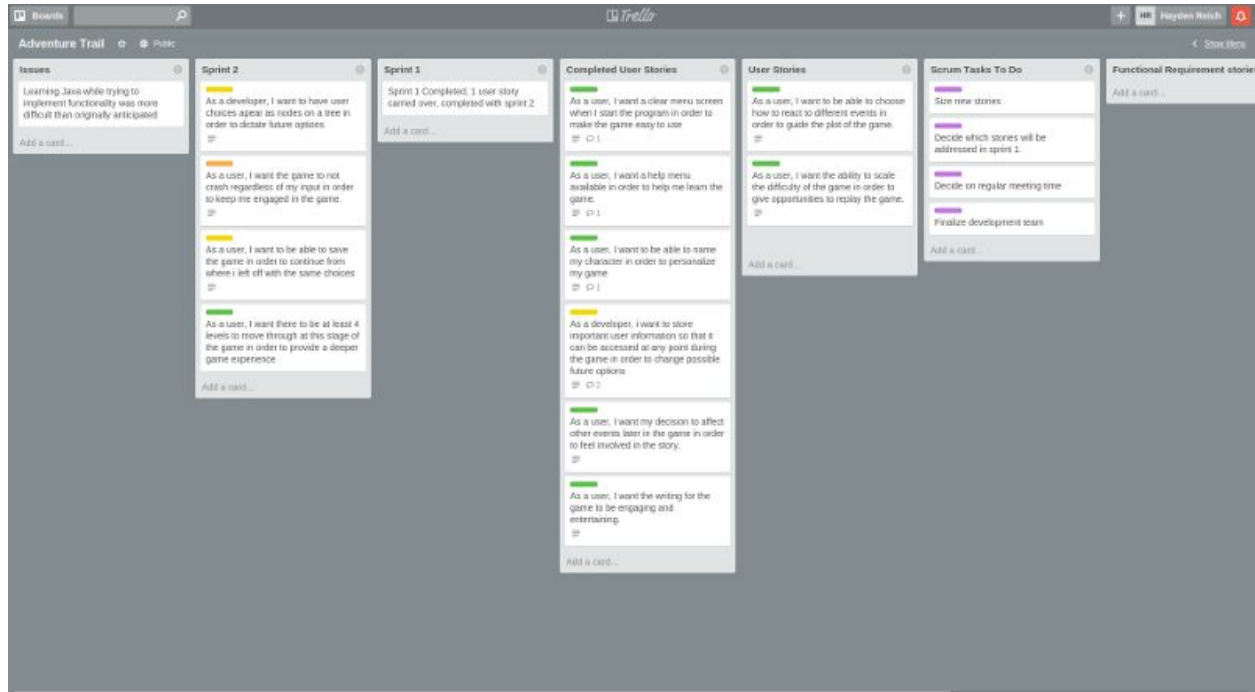 Boards
Trello
+
HR Hayden Reich
Adventure Trail
Public
Show Menu
Issues
Learning Java while trying to
implement functionality was more
difficult than originally anticipated
Add a card...
Sprint 2
As a developer, I want to have user
choices apear as nodes on a tree in
order to dictate future options.
As a user, I want the game to not
crash regardless of my input in order
to keep me engaged in the game.
As a user, I want to be able to save
the game in order to continue from
where i left off with the same choices
As a user, I want there to be at least 4
levels to move through at this stage of
the game in order to provide a deeper
game experience
Add a card...
Sprint 1
Sprint 1 Completed, 1 user story
carried over, completed with sprint 2
Add a card...
Completed User Stories
As a user, I want a clear menu screen
when I start the program in order to
make the game easy to use
1
As a user, I want a help menu
available in order to help me learn the
game.
1
As a user, I want to be able to name
my character in order to personalize
my game
1
As a developer, i want to store
important user information so that it
can be accessed at any point during
the game in order to change possible
future options
As a user, I want my decision to affect
other events later in the game in order
to feel involved in the story.
As a user, I want the writing for the
game to be engaging and
entertaining.
Add a card...
User Stories
As a user, I want to be able to choose
how to react to different events in
order to guide the plot of the game.
As a user, I want the ability to scale
the difficulty of the game in order to
give opportunities to replay the game.
Add a card...
Scrum Tasks To Do
Size new stories
Decide which stories will be
addressed in sprint 1.
Decide on regular meeting time
Finalize development team
Add a card...
Functional Requirement stories
Add a card...